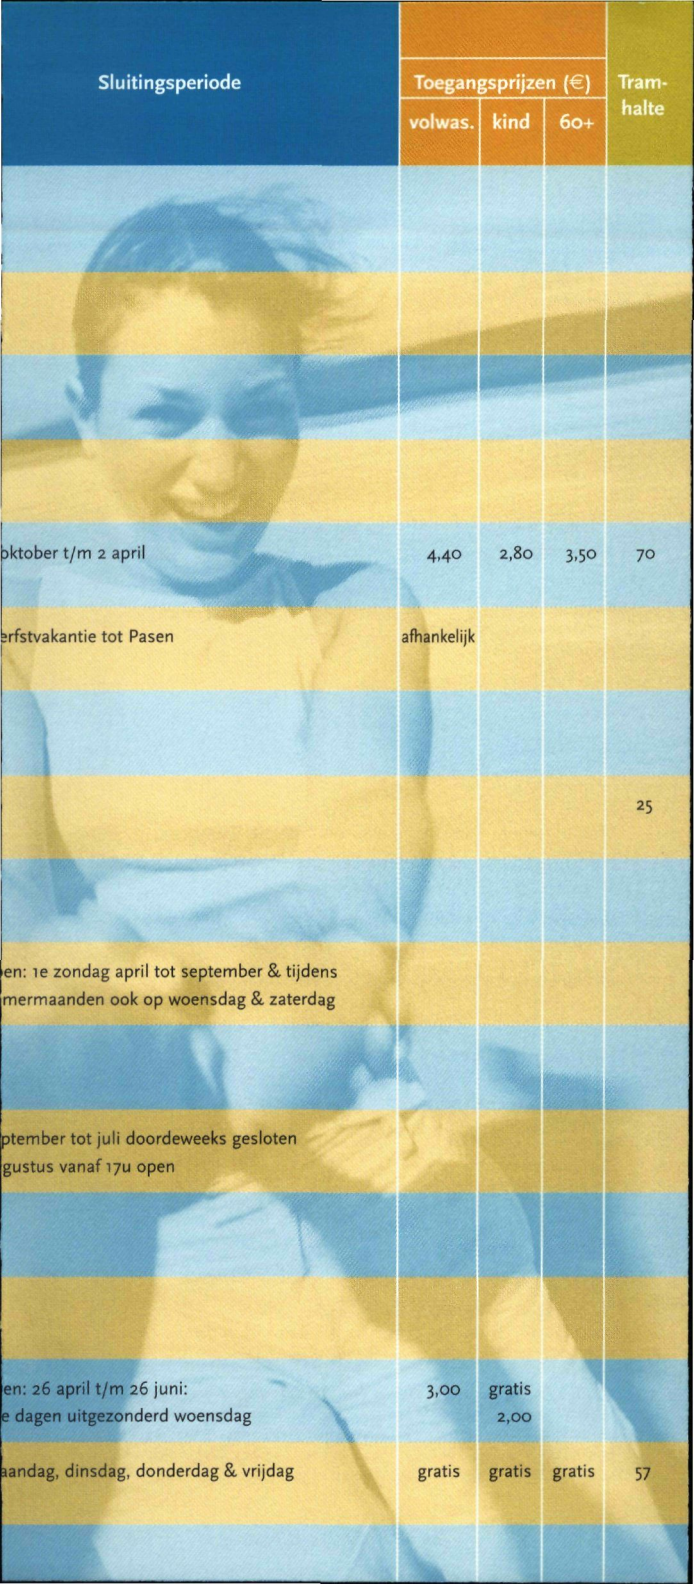 Sluitingsperiode
Toegangsprijzen (€)
volwas. kind 60+
Tram-
halte
oktober t/m 2 april 4,40 2,80 3,50 70
erfstvakantie tot Pasen afhankelijk
25
en: 1e zondag april tot september & tijdens
mermaanden ook op woensdag & zaterdag
ptember tot juli doordeweeks gesloten
gustus vanaf 17u open
en: 26 april t/m 26 juni: 3,00 gratis
e dagen uitgezonderd woensdag 2,00
aandag, dinsdag, donderdag & vrijdag gratis gratis gratis 57